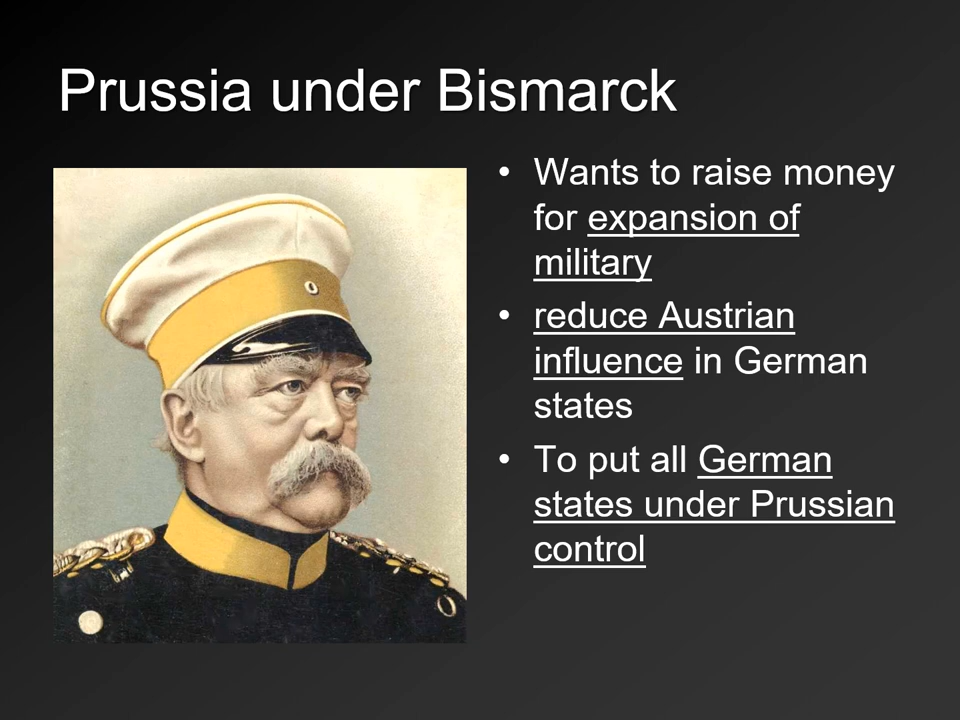 Prussia under Bismarck
• Wants to raise money
for expansion of
military
• reduce Austrian
influence in German
states
• To put all German
states under Prussian
control